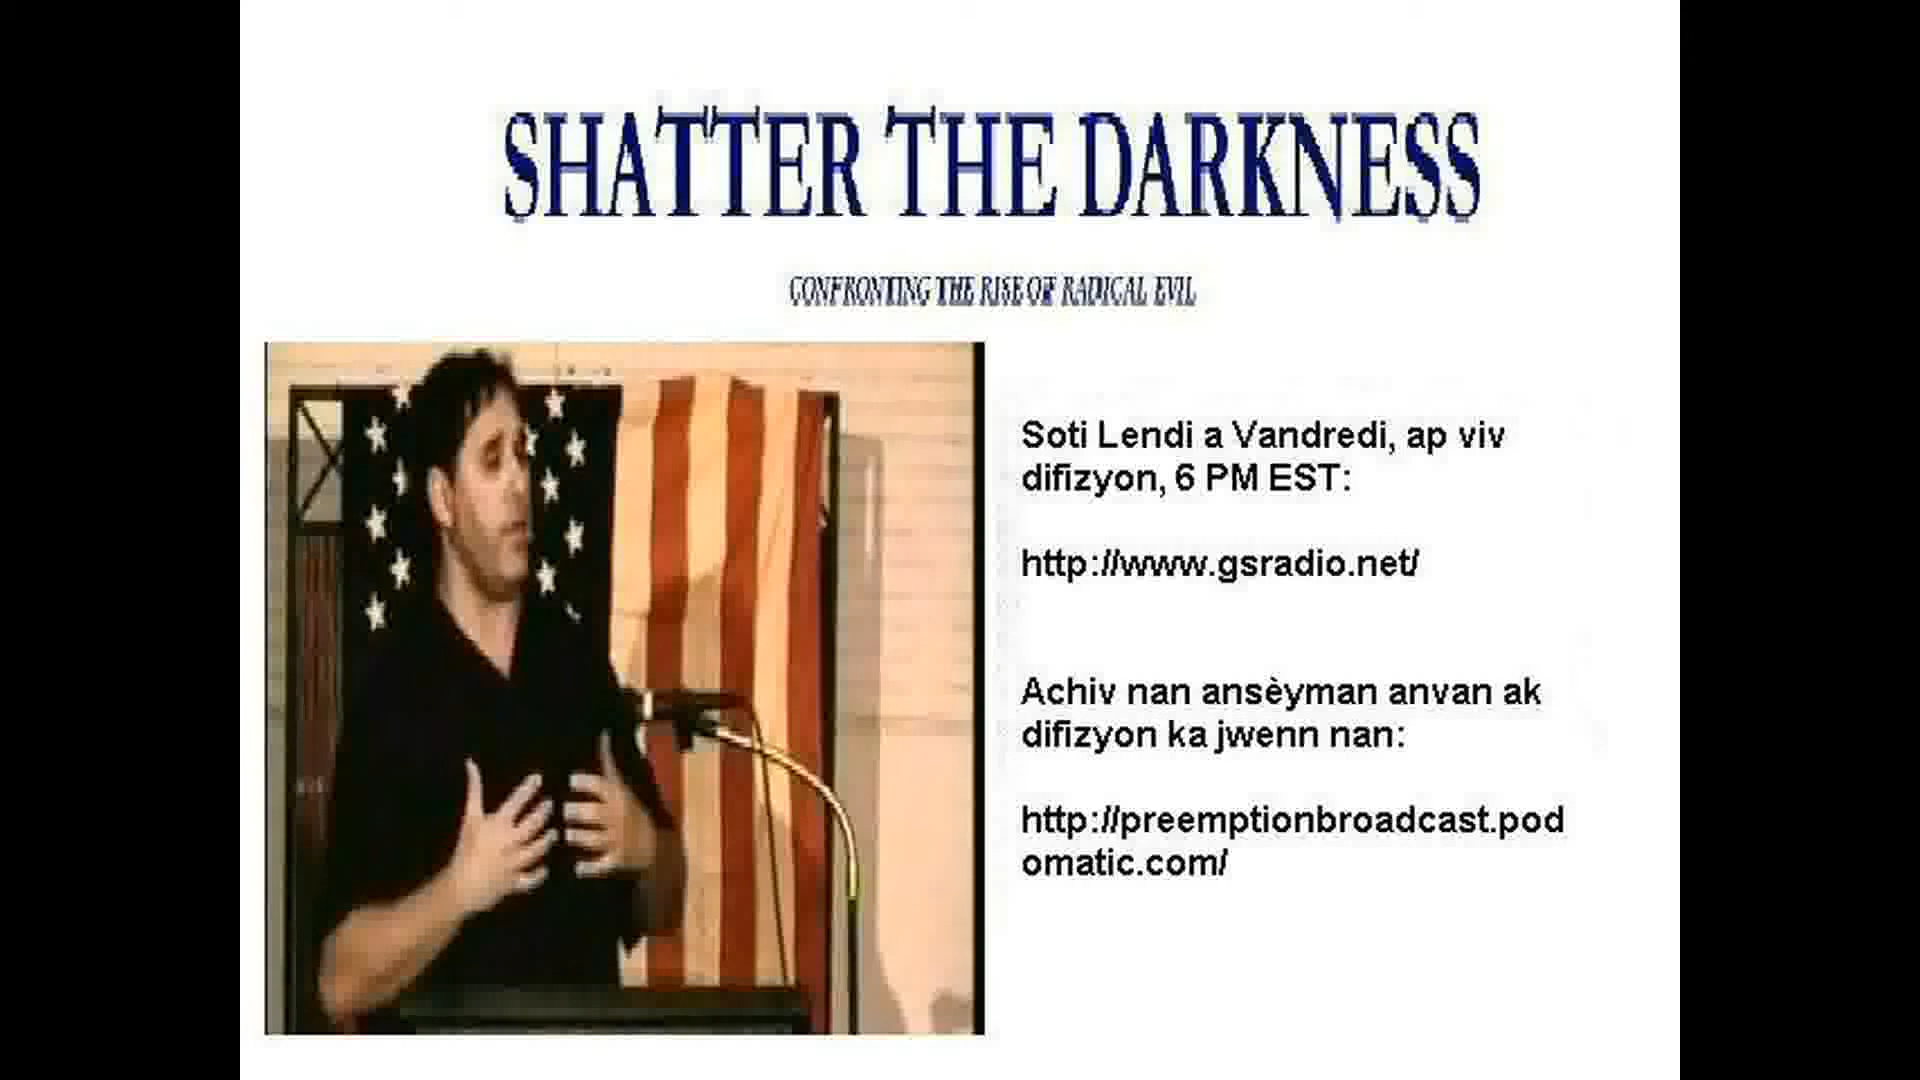 SHATTER THE DARKNESS
CONFRONTING THE RISE OF RADICAL EVIL
Soti Lendi a Vandredi, ap viv
difizyon, 6 PM EST:
http://www.gsradio.net/
Achiv nan ansèyman anvan ak
difizyon ka jwenn nan:
http://preemptionbroadcast.pod
omatic.com/